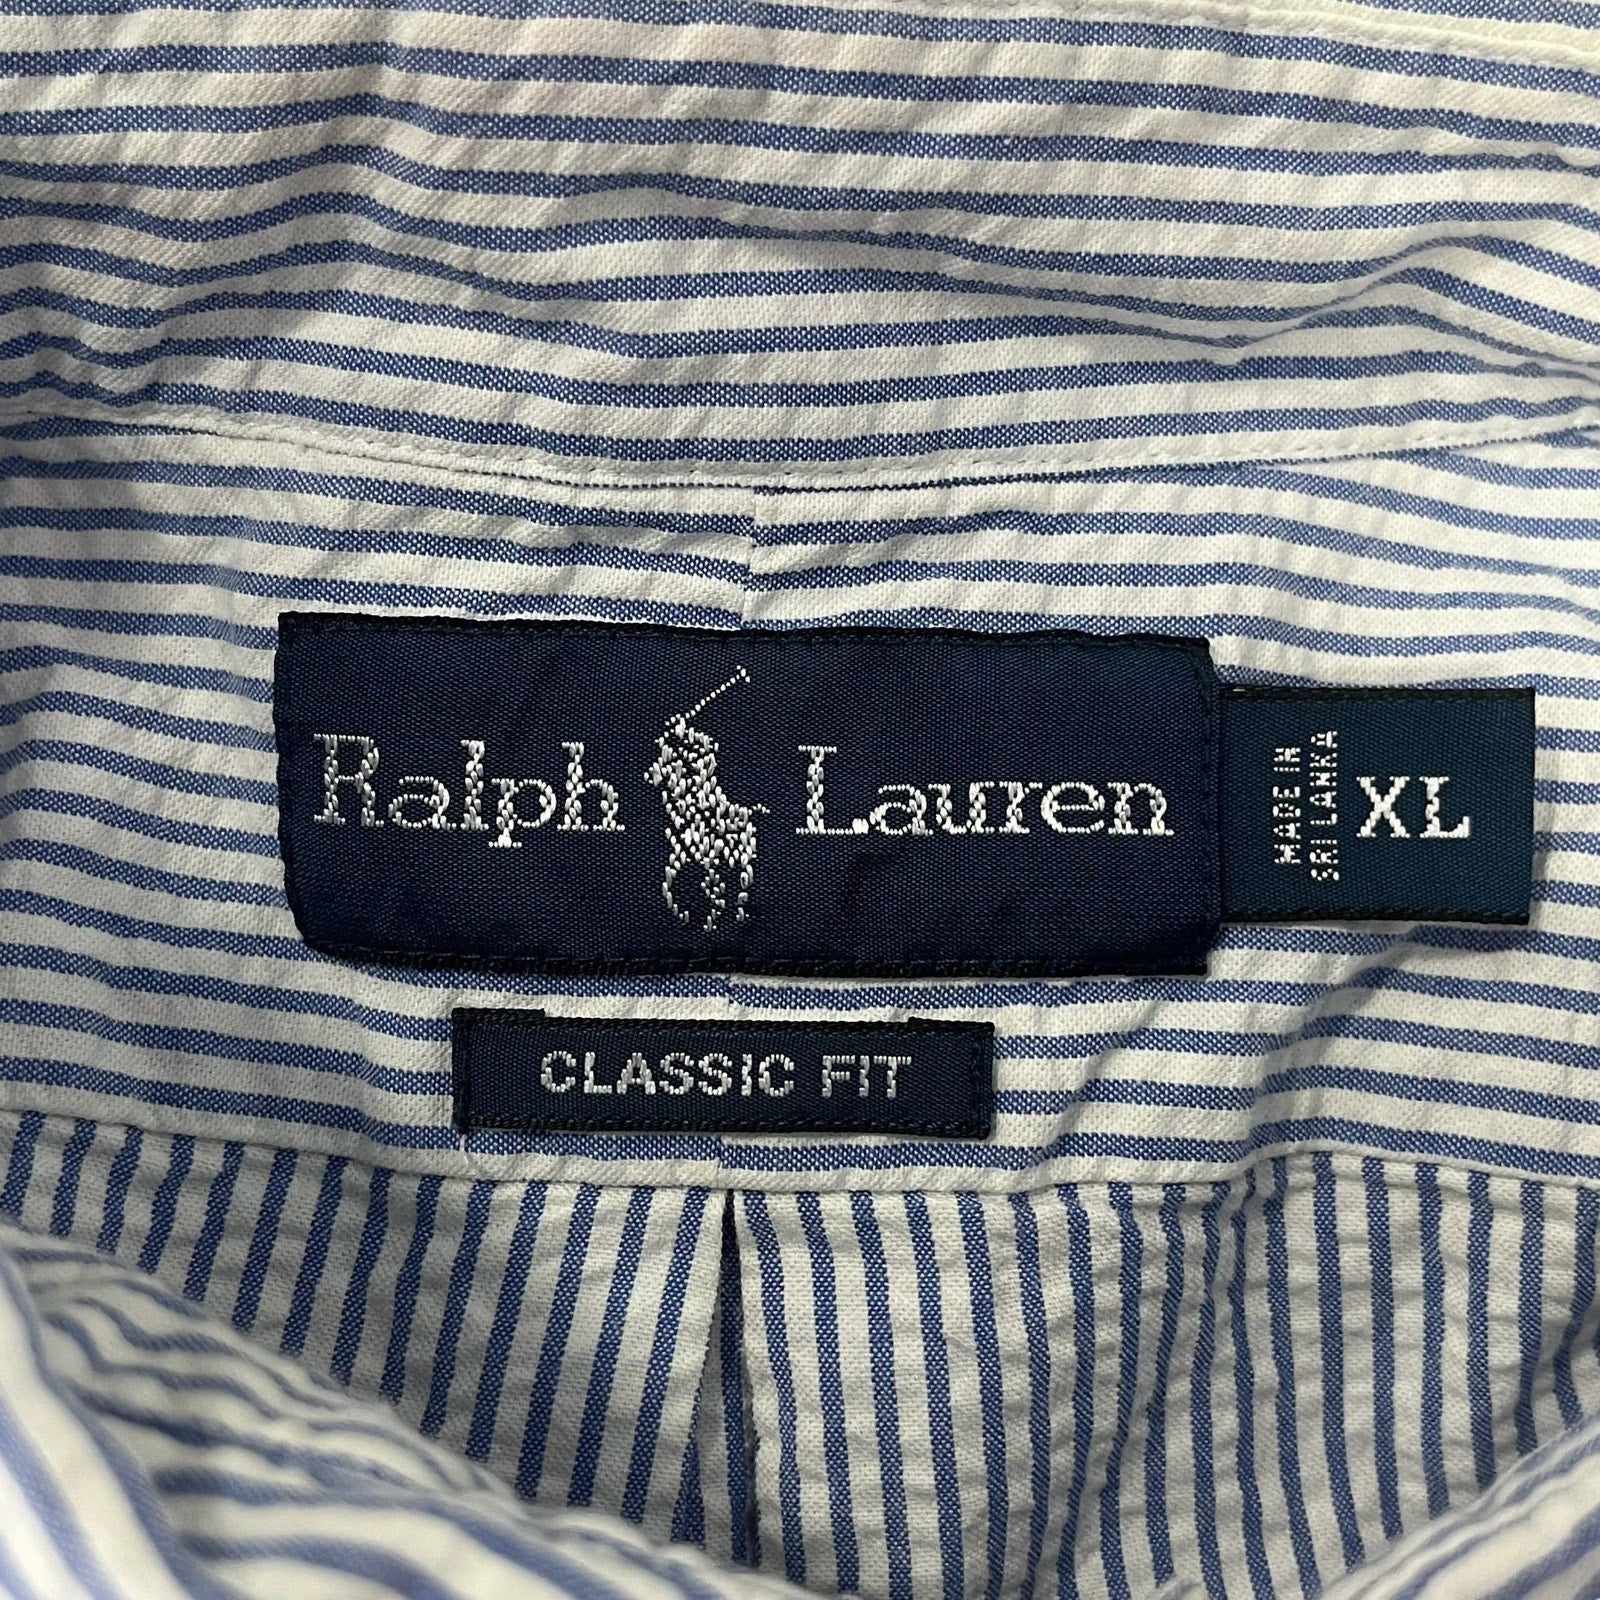 Ralph Lauren
MADE IN
SRI LANKA
XL
CLASSIC FIT